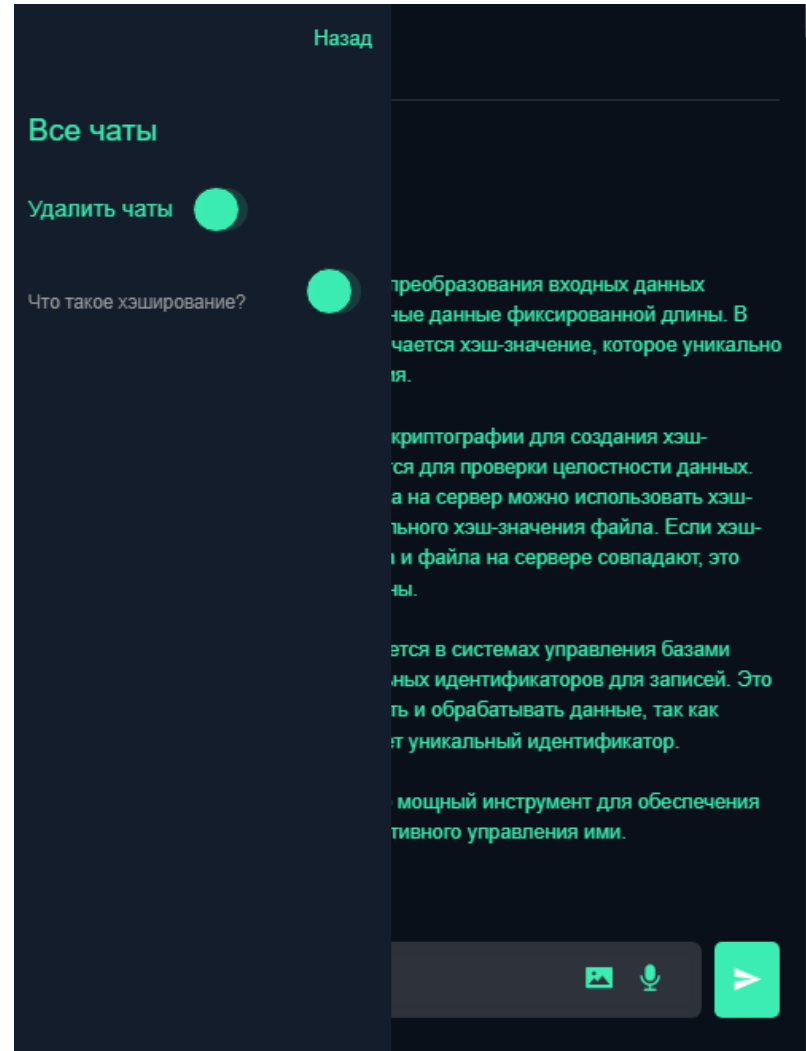 Назад
Все чаты
Удалить чаты
Что такое хэширование?
преобразования входных данных
ные данные фиксированной длины. В
чается хэш-значение, которое уникально
ия.
криптографии для создания хэш-
тся для проверки целостности данных.
а на сервер можно использовать хэш-
льного хэш-значения файла. Если хэш-
и файла на сервере совпадают, это
ны.
ется в системах управления базами
ных идентификаторов для записей. Это
ть и обрабатывать данные, так как
ет уникальный идентификатор.
мощный инструмент для обеспечения
тивного управления ими.